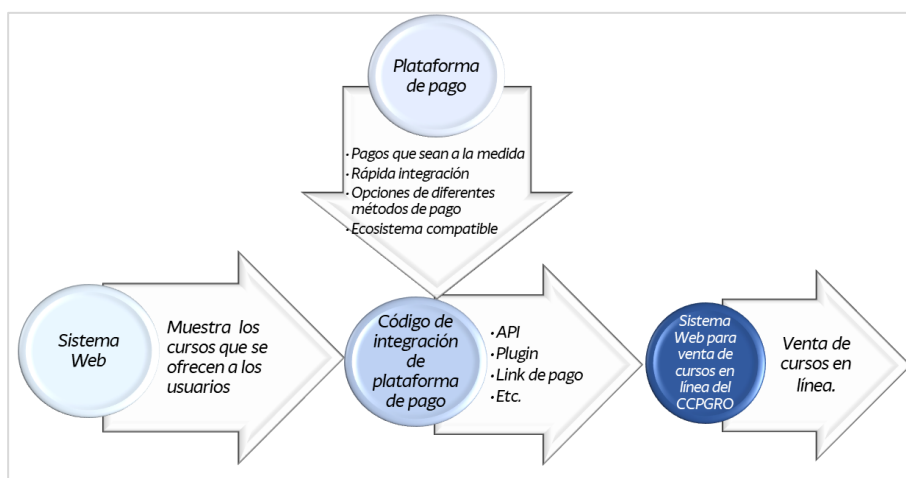 Plataforma
de pago
· Pagos que sean a la medida
· Rápida integración
· Opciones de diferentes
métodos de pago
· Ecosistema compatible
Sistema
Web
Muestra los
cursos que se
ofrecen a los
usuarios
Código de
integración
de
plataforma
de pago
· API
· Plugin
· Link de pago
· Etc.
Sistema
Web para
venta de
cursos en
línea del
CCPGRO
Venta de
cursos en
línea.